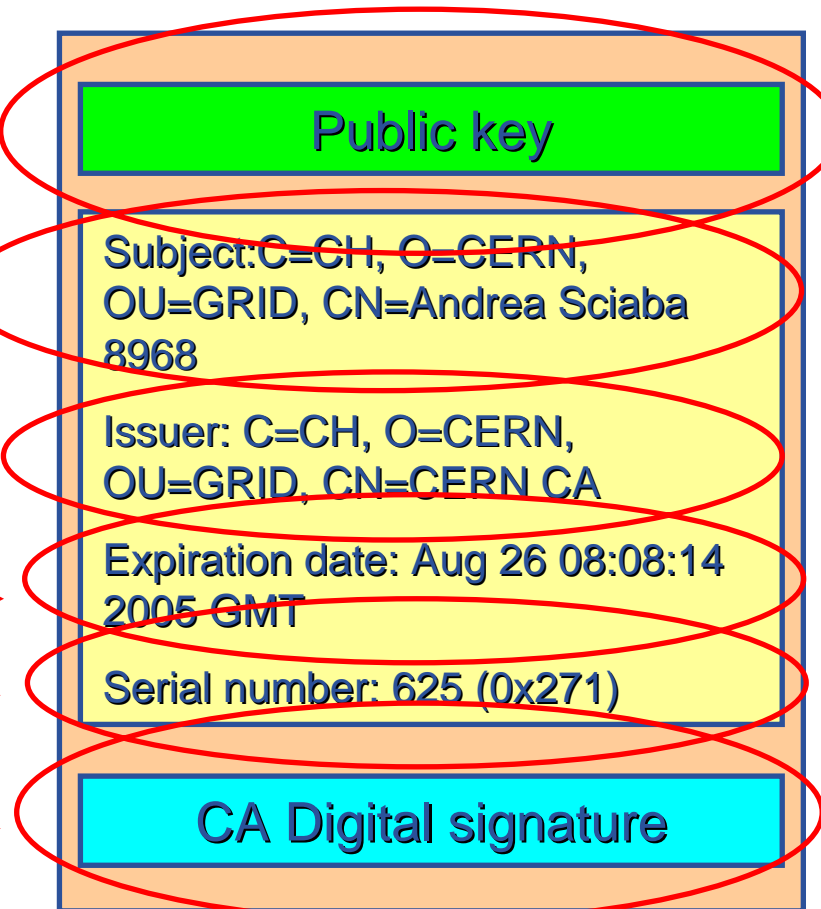 Public key
Subject:C=CH, O=CERN,
OU=GRID, CN=Andrea Sciaba
8968
Issuer: C=CH, O=CERN,
OU=GRID, CN=CERN CA
Expiration date: Aug 26 08:08:14
2005 GMT
Serial number: 625 (0x271)
CA Digital signature